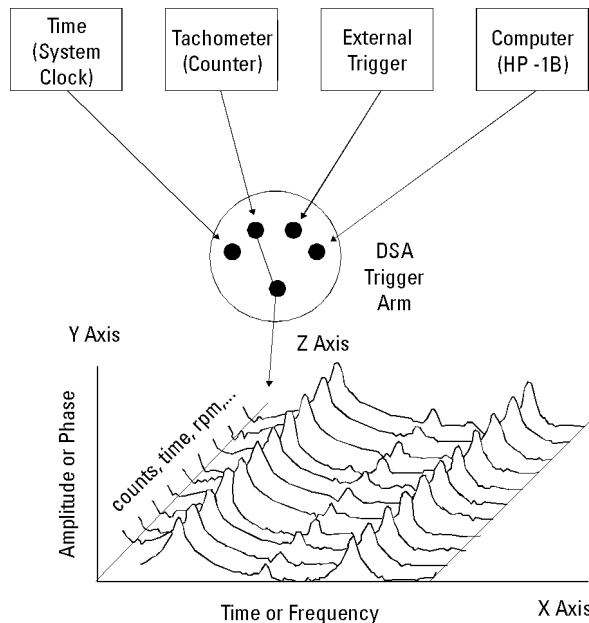 Time
(System
Clock)
Tachometer
(Counter)
External
Trigger
Computer
(HP -1B)
DSA
Trigger
Arm
Y Axis
Z Axis
counts, time, rpm,...
Amplitude or Phase
Time or Frequency
X Axis